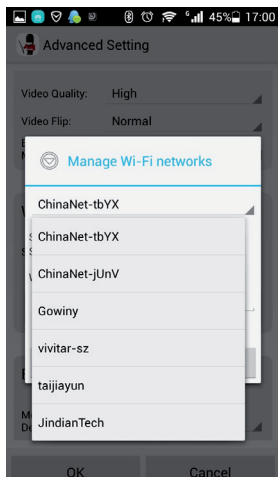 45% 17:00
Advanced Setting
Video Quality: High
Video Flip: Normal
Manage Wi-Fi networks
ChinaNet-tbYX
ChinaNet-tbYX
ChinaNet-jUnV
Gowiny
vivitar-sz
taijiayun
JindianTech
OK Cancel